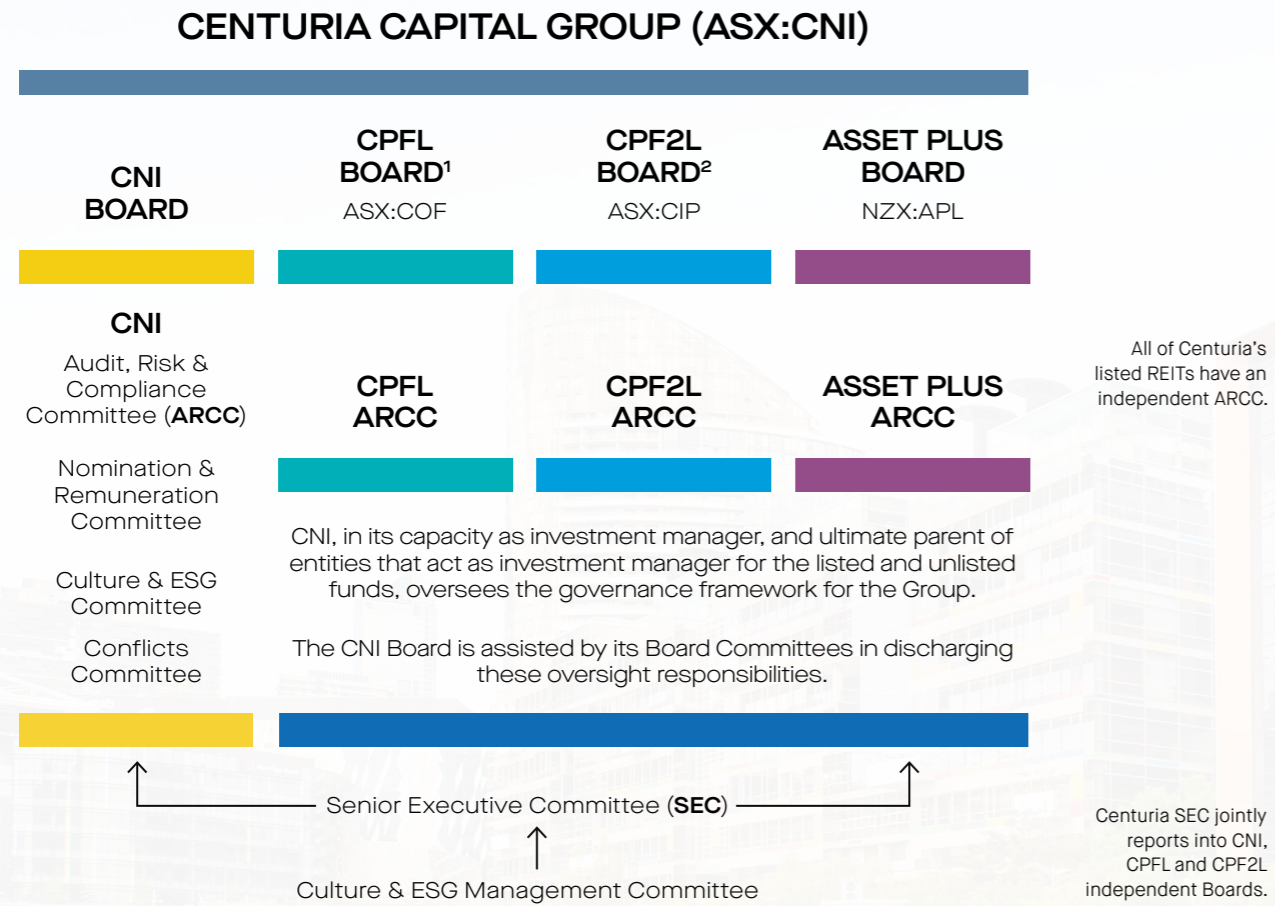 CENTURIA CAPITAL GROUP (ASX:CNI)
CNI
BOARD
CPFL
BOARD¹
ASX:COF
CPF2L
BOARD²
ASX:CIP
ASSET PLUS
BOARD
NZX:APL
CNI
Audit, Risk &
Compliance
Committee (ARCC)
Nomination &
Remuneration
Committee
Culture & ESG
Committee
Conflicts
Committee
CPFL
ARCC
CPF2L
ARCC
ASSET PLUS
ARCC
All of Centuria's
listed REITs have an
independent ARCC.
CNI, in its capacity as investment manager, and ultimate parent of
entities that act as investment manager for the listed and unlisted
funds, oversees the governance framework for the Group.
The CNI Board is assisted by its Board Committees in discharging
these oversight responsibilities.
Senior Executive Committee (SEC)
Culture & ESG Management Committee
Centuria SEC jointly
reports into CNI,
CPFL and CPF2L
independent Boards.